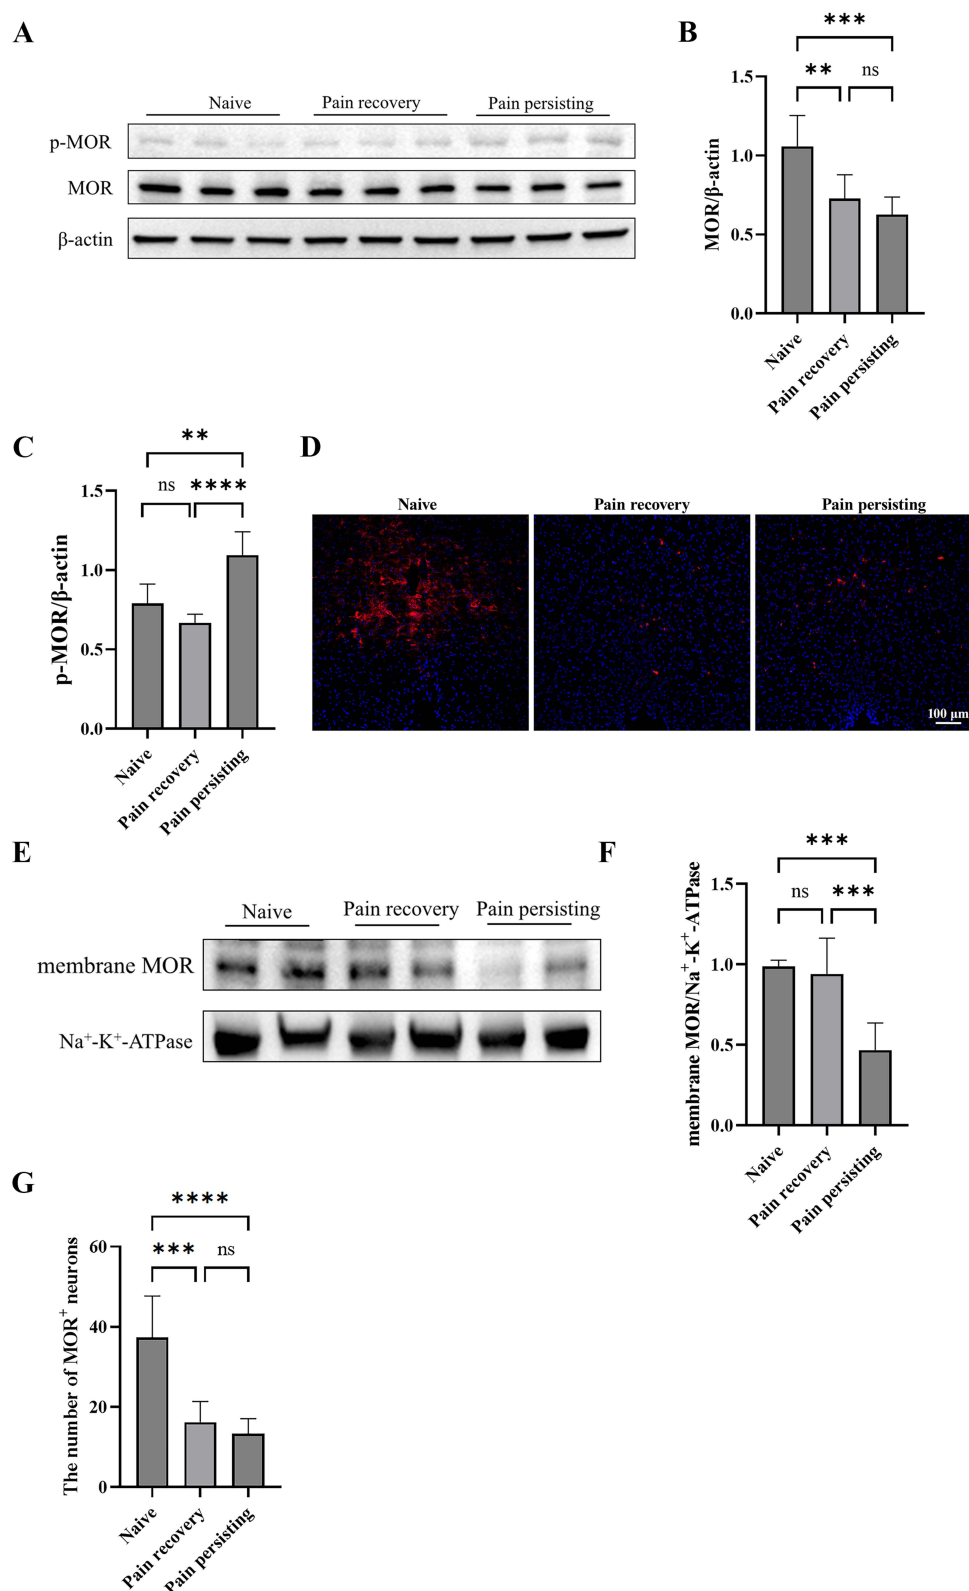 A
Naive
Pain recovery
Pain persisting
p-MOR
MOR
β-actin
B
***
**
ns
1.5
1.0
0.5
0.0
MOR/β-actin
Naive
Pain recovery
Pain persisting
C
**
ns
****
1.5
1.0
0.5
0.0
p-MOR/β-actin
Naive
Pain recovery
Pain persisting
D
Naive
Pain recovery
Pain persisting
100 μm
E
Naive
Pain recovery
Pain persisting
membrane MOR
Na⁺-K⁺-ATPase
F
***
ns
***
1.5
1.0
0.5
0.0
membrane MOR/Na⁺-K⁺-ATPase
Naive
Pain recovery
Pain persisting
G
****
***
ns
60
40
20
0
The number of MOR⁺ neurons
Naive
Pain recovery
Pain persisting